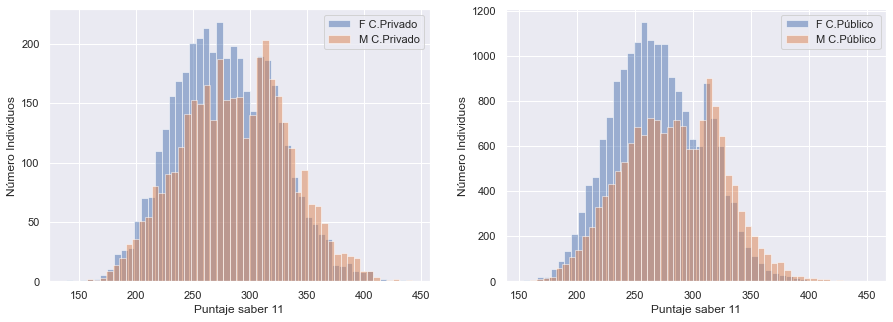 F C.Privado
M C.Privado
200
150
100
50
0
Número Individuos
150 200 250 300 350 400 450
Puntaje saber 11
F C.Público
M C.Público
1200
1000
800
600
400
200
0
Número Individuos
150 200 250 300 350 400 450
Puntaje saber 11